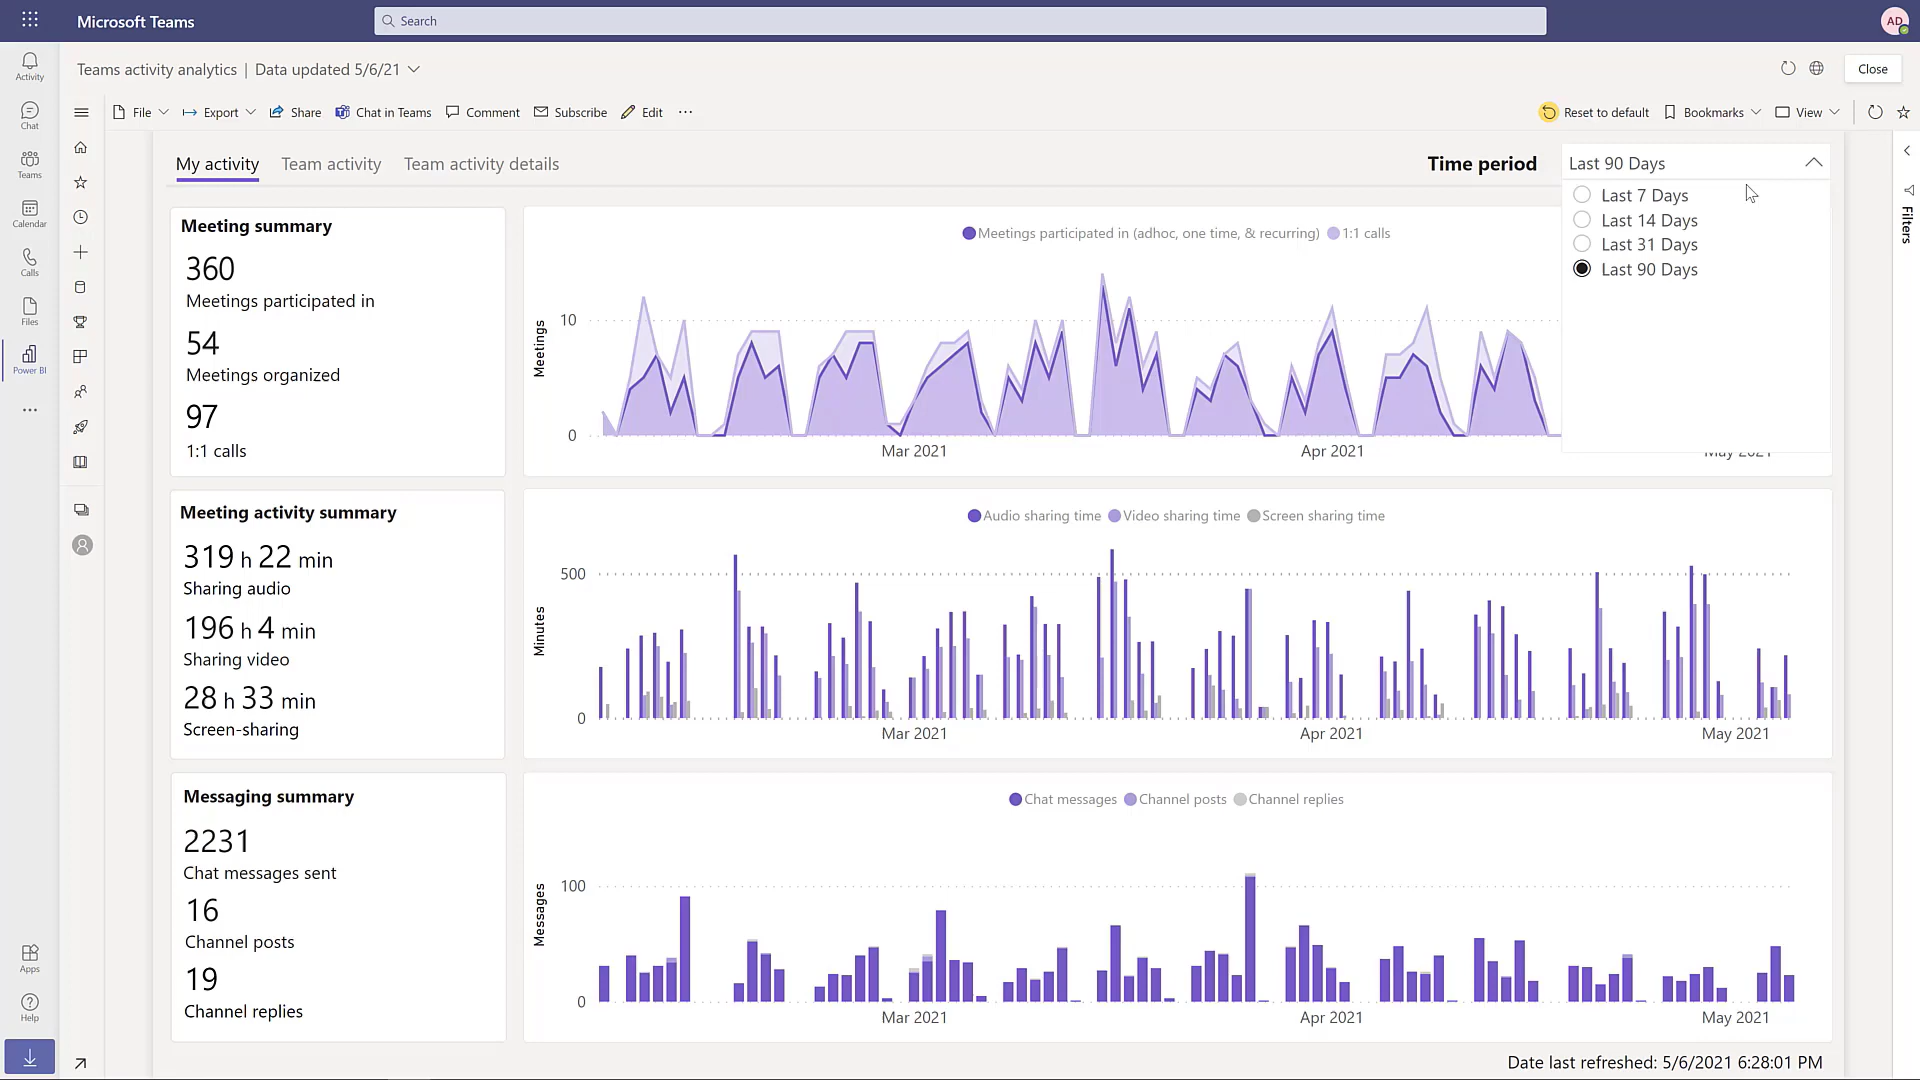 Microsoft Teams
Search
AD
Activity
Chat
Teams
Calendar
Calls
Files
Power BI
Apps
Help
Teams activity analytics | Data updated 5/6/21
Close
File Export Share Chat in Teams Comment Subscribe Edit
Reset to default Bookmarks View
My activity Team activity Team activity details
Time period
Last 90 Days
Last 7 Days
Last 14 Days
Last 31 Days
Last 90 Days
Filters
Meeting summary
360
Meetings participated in
54
Meetings organized
97
1:1 calls
Meetings participated in (adhoc, one time, & recurring) 1:1 calls
Meetings
10
0
Mar 2021 Apr 2021 May 2021
Meeting activity summary
319 h 22 min
Sharing audio
196 h 4 min
Sharing video
28 h 33 min
Screen-sharing
Audio sharing time Video sharing time Screen sharing time
Minutes
500
0
Mar 2021 Apr 2021 May 2021
Messaging summary
2231
Chat messages sent
16
Channel posts
19
Channel replies
Chat messages Channel posts Channel replies
Messages
100
0
Mar 2021 Apr 2021 May 2021
Date last refreshed: 5/6/2021 6:28:01 PM